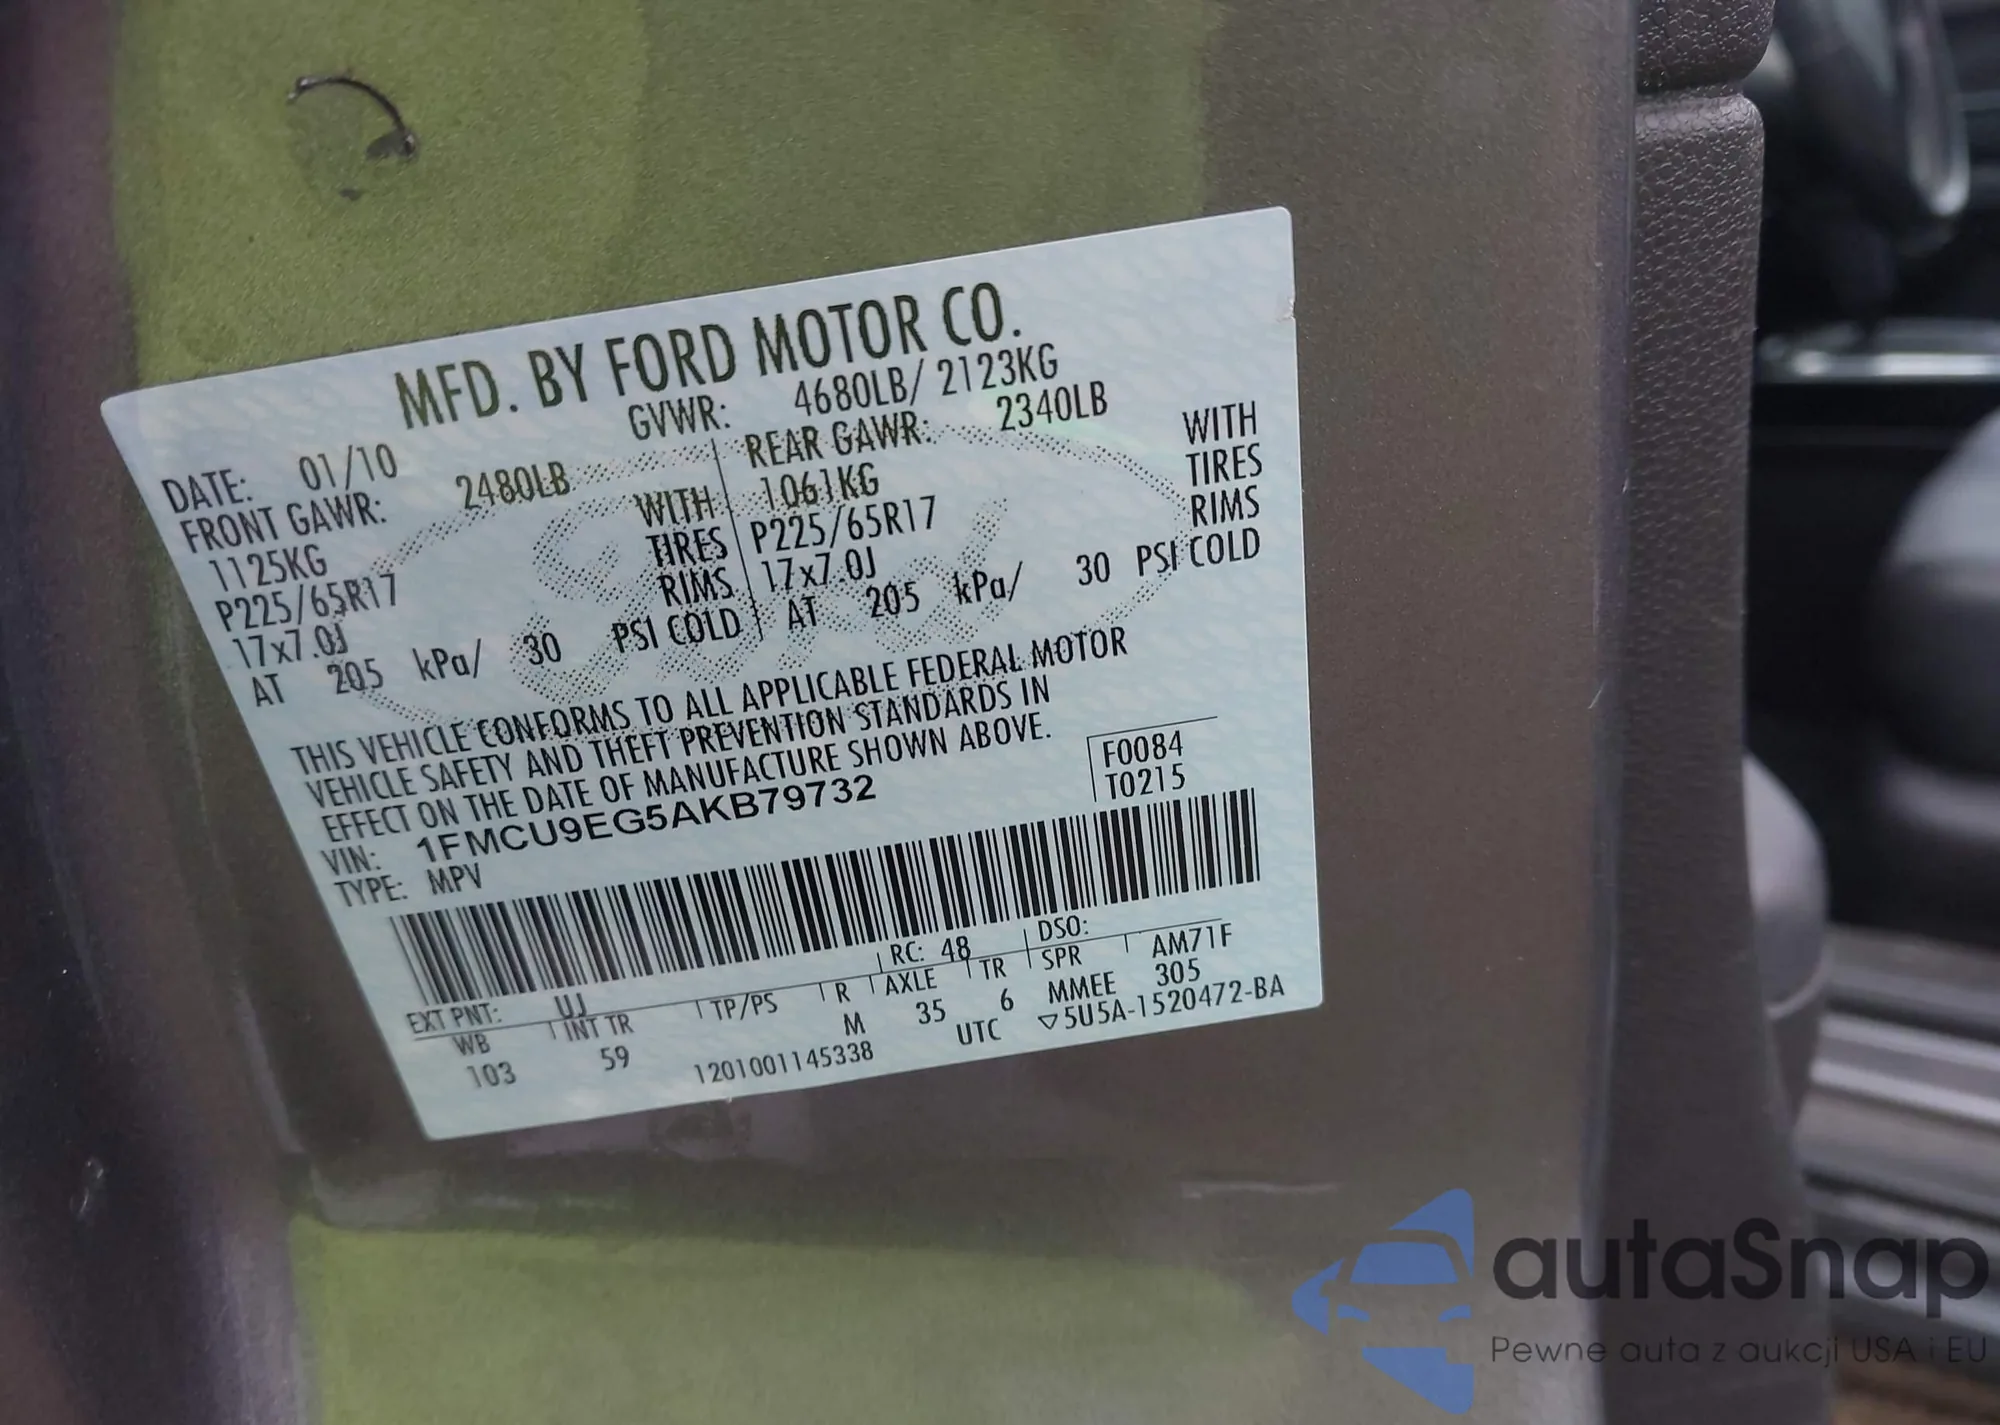 MFD. BY FORD MOTOR CO.
DATE: 01/10 GVWR: 4680LB/ 2123KG
FRONT GAWR: 2480LB REAR GAWR: 2340LB
1125KG WITH 1061KG WITH
P225/65R17 TIRES P225/65R17 TIRES
17x7.0J RIMS 17x7.0J RIMS
AT 205 kPa/ 30 PSI COLD AT 205 kPa/ 30 PSI COLD
THIS VEHICLE CONFORMS TO ALL APPLICABLE FEDERAL MOTOR
VEHICLE SAFETY AND THEFT PREVENTION STANDARDS IN
EFFECT ON THE DATE OF MANUFACTURE SHOWN ABOVE.
VIN: 1FMCU9EG5AKB79732 F0084
TYPE: MPV T0215
EXT PNT: UJ RC: 48 DSO:
WB INT TR TP/PS R AXLE TR SPR AM71F
103 59 M 35 6 MMEE 305
1201001145338 UTC ▽5U5A-1520472-BA
autaSnap
Pewne auta z aukcji USA i EU